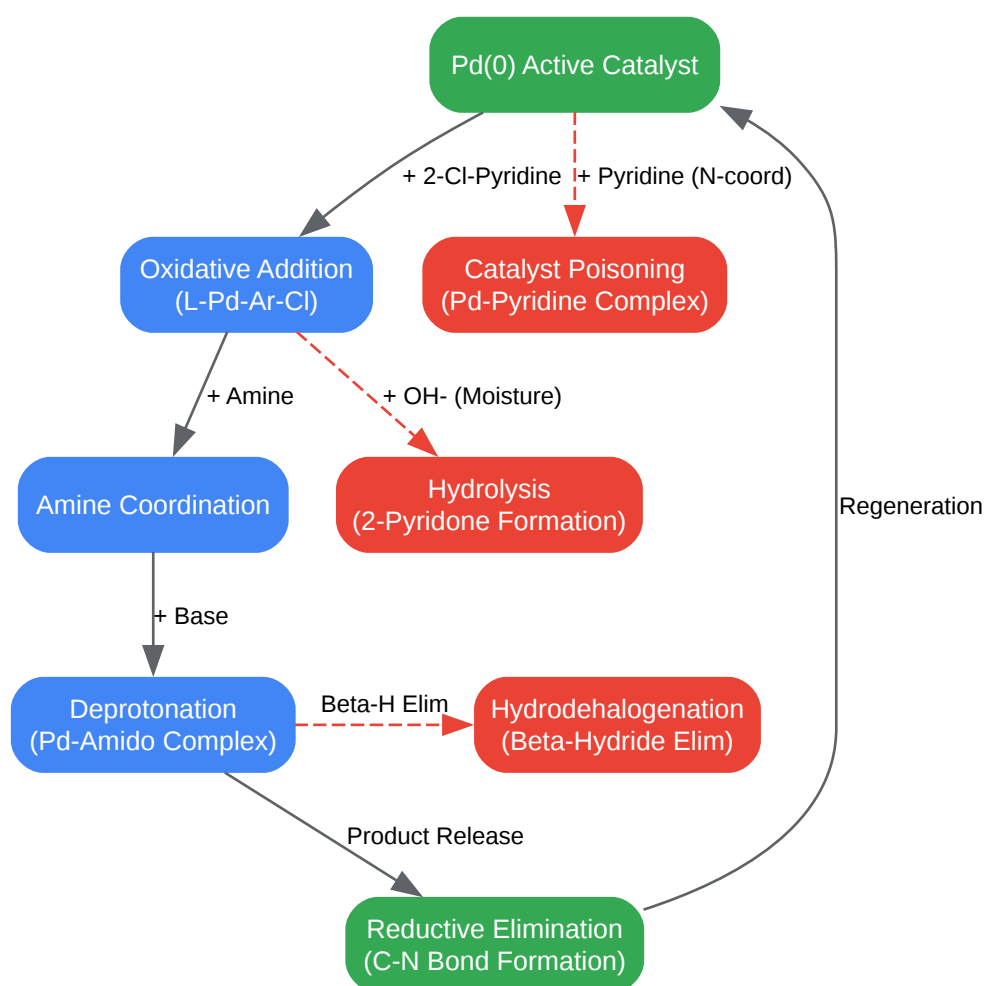 Pd(0) Active Catalyst
+ 2-Cl-Pyridine
+ Pyridine (N-coord)
Oxidative Addition
(L-Pd-Ar-Cl)
Catalyst Poisoning
(Pd-Pyridine Complex)
+ Amine
+ OH- (Moisture)
Amine Coordination
Hydrolysis
(2-Pyridone Formation)
Regeneration
+ Base
Deprotonation
(Pd-Amido Complex)
Beta-H Elim
Hydrodehalogenation
(Beta-Hydride Elim)
Product Release
Reductive Elimination
(C-N Bond Formation)